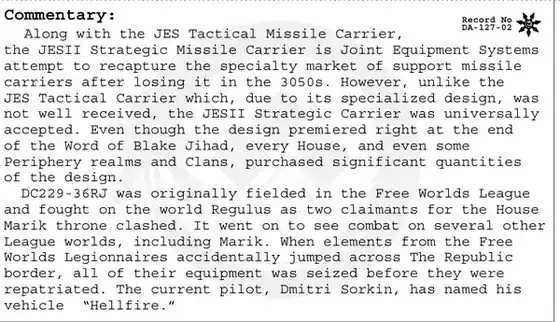 Commentary:
Record No
DA-127-02
Along with the JES Tactical Missile Carrier,
the JESII Strategic Missile Carrier is Joint Equipment Systems
attempt to recapture the specialty market of support missile
carriers after losing it in the 3050s. However, unlike the
JES Tactical Carrier which, due to its specialized design, was
not well received, the JESII Strategic Carrier was universally
accepted. Even though the design premiered right at the end
of the Word of Blake Jihad, every House, and even some
Periphery realms and Clans, purchased significant quantities
of the design.
DC229-36RJ was originally fielded in the Free Worlds League
and fought on the world Regulus as two claimants for the House
Marik throne clashed. It went on to see combat on several other
League worlds, including Marik. When elements from the Free
Worlds Legionnaires accidentally jumped across The Republic
border, all of their equipment was seized before they were
repatriated. The current pilot, Dmitri Sorkin, has named his
vehicle “Hellfire.”